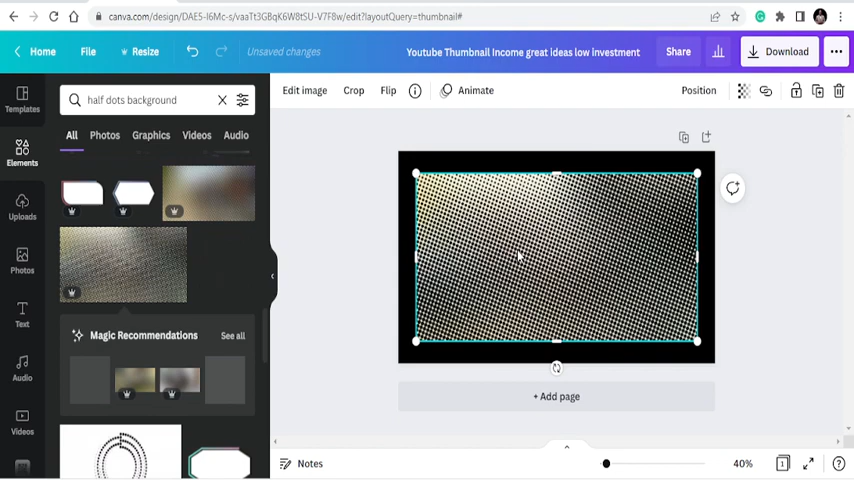 canva.com/design/DAE5-I6Mc-s/vaaTt3GBqK6W8tSU-V7F8w/edit?layoutQuery=thumbnail#
Home File Resize Unsaved changes Youtube Thumbnail Income great ideas low investment Share Download
half dots background
Edit image Crop Flip Animate Position
Templates
All Photos Graphics Videos Audio
Elements
Uploads
Photos
Text
Magic Recommendations See all
Audio
+ Add page
Videos
Notes 40% 1